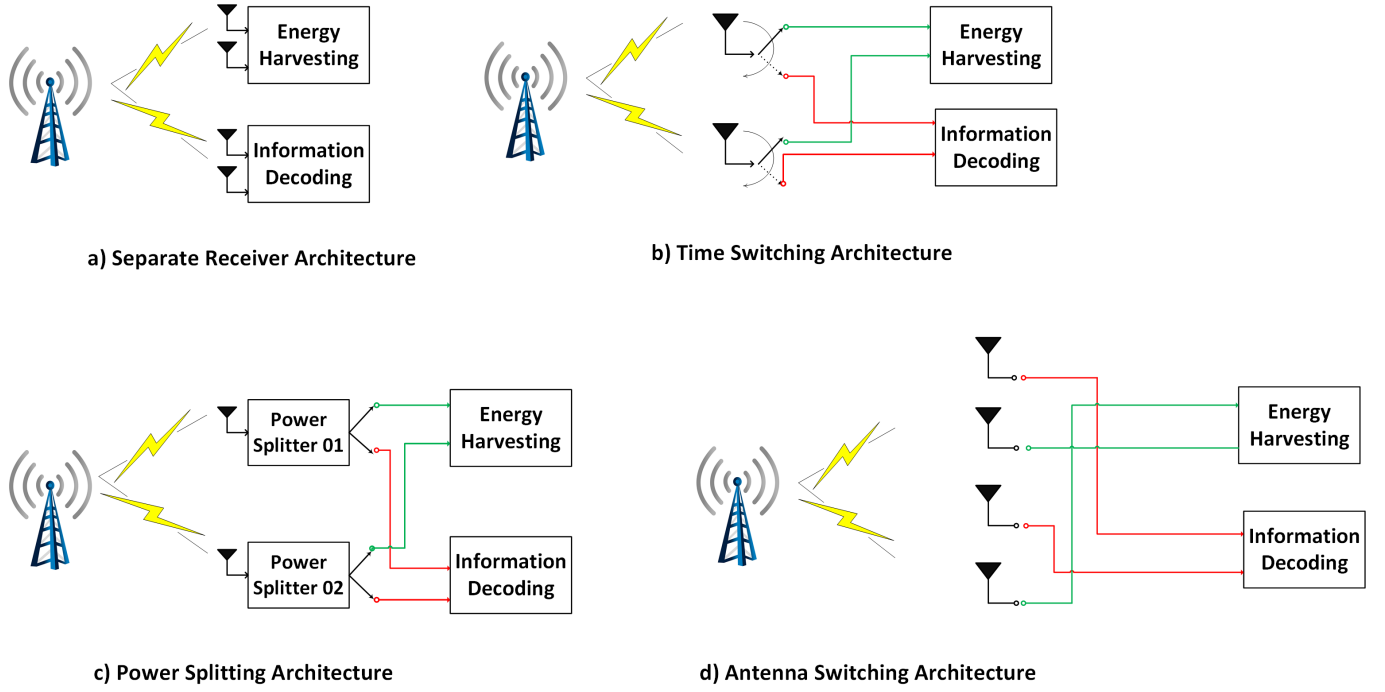 Energy
Harvesting
Information
Decoding
a) Separate Receiver Architecture
Energy
Harvesting
Information
Decoding
b) Time Switching Architecture
Power
Splitter 01
Energy
Harvesting
Power
Splitter 02
Information
Decoding
c) Power Splitting Architecture
Energy
Harvesting
Information
Decoding
d) Antenna Switching Architecture